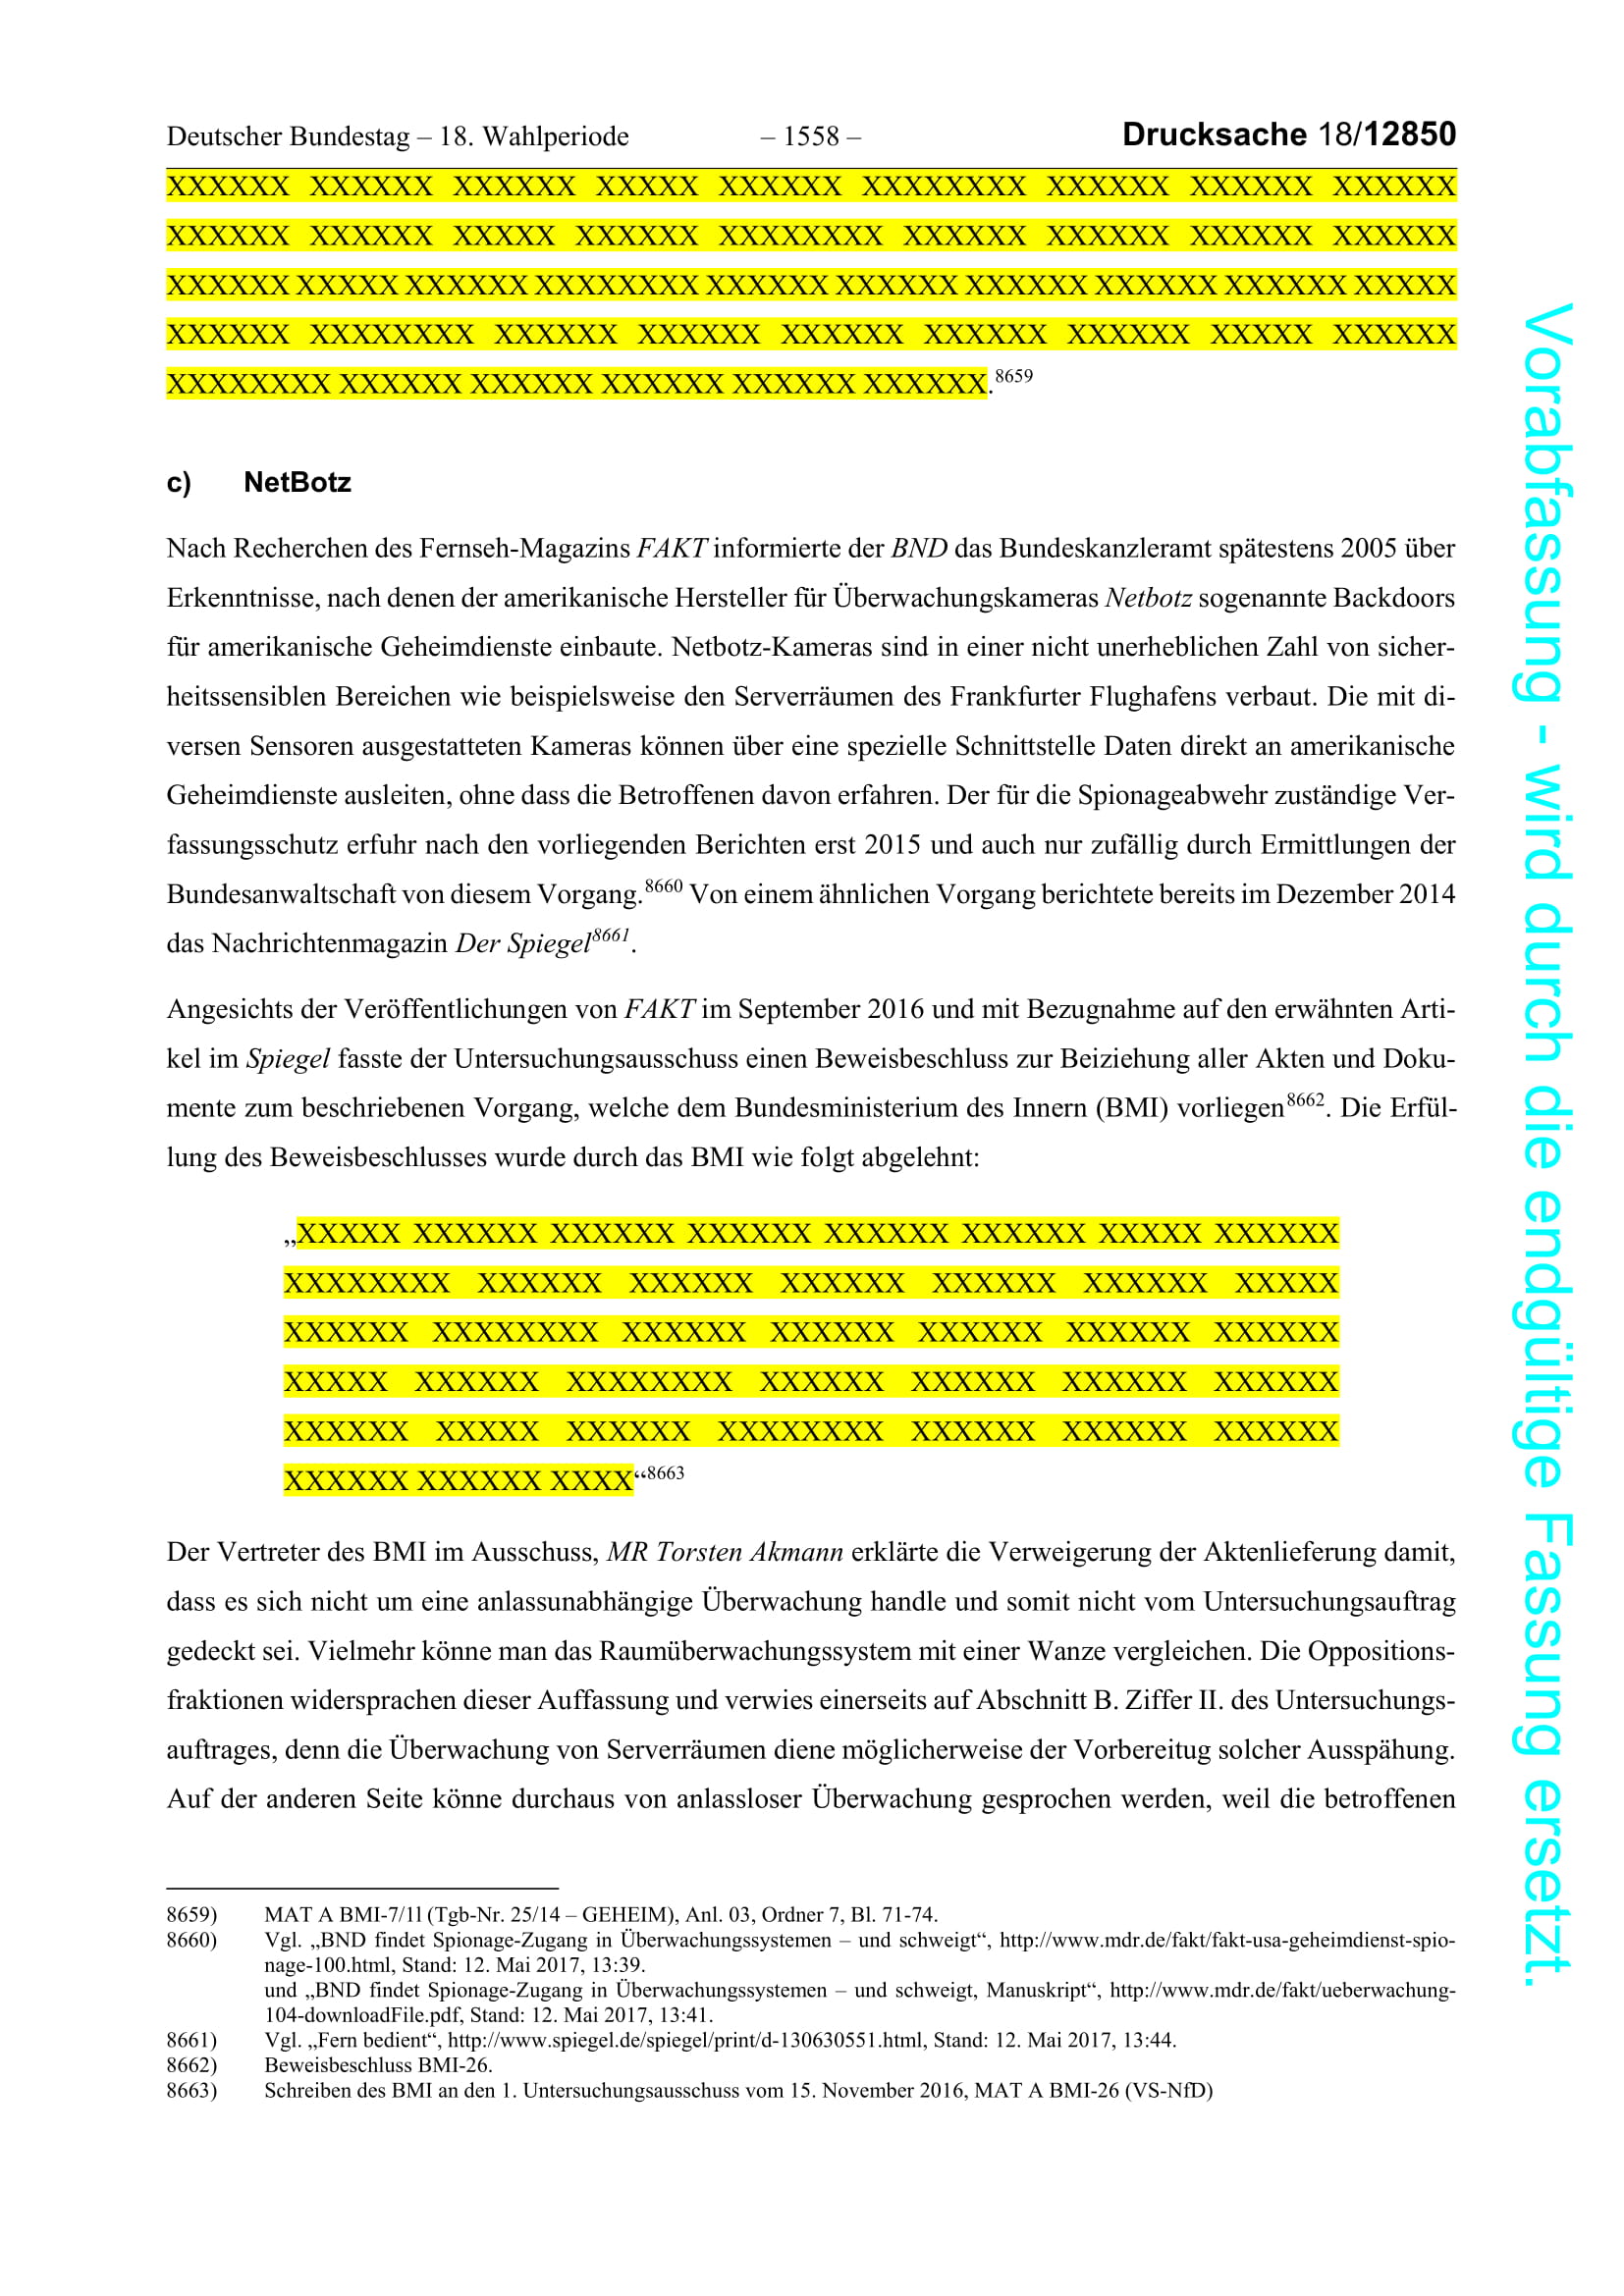 Deutscher Bundestag – 18. Wahlperiode – 1558 – Drucksache 18/12850
XXXXXX XXXXXX XXXXXX XXXXX XXXXXX XXXXXXXX XXXXXX XXXXXX XXXXXX
XXXXXX XXXXXX XXXXX XXXXXX XXXXXXXX XXXXXX XXXXXX XXXXXX XXXXXX
XXXXXX XXXXX XXXXXX XXXXXXXX XXXXXX XXXXXX XXXXXX XXXXXX XXXXXX XXXXX
XXXXXX XXXXXXXX XXXXXX XXXXXX XXXXXX XXXXXX XXXXXX XXXXX XXXXXX
XXXXXXXX XXXXXX XXXXXX XXXXXX XXXXXX XXXXXX.8659
c) NetBotz
Nach Recherchen des Fernseh-Magazins FAKT informierte der BND das Bundeskanzleramt spätestens 2005 über
Erkenntnisse, nach denen der amerikanische Hersteller für Überwachungskameras Netbotz sogenannte Backdoors
für amerikanische Geheimdienste einbaute. Netbotz-Kameras sind in einer nicht unerheblichen Zahl von sicher-
heitssensiblen Bereichen wie beispielsweise den Serverräumen des Frankfurter Flughafens verbaut. Die mit di-
versen Sensoren ausgestatteten Kameras können über eine spezielle Schnittstelle Daten direkt an amerikanische
Geheimdienste ausleiten, ohne dass die Betroffenen davon erfahren. Der für die Spionageabwehr zuständige Ver-
fassungsschutz erfuhr nach den vorliegenden Berichten erst 2015 und auch nur zufällig durch Ermittlungen der
Bundesanwaltschaft von diesem Vorgang.8660 Von einem ähnlichen Vorgang berichtete bereits im Dezember 2014
das Nachrichtenmagazin Der Spiegel8661.
Angesichts der Veröffentlichungen von FAKT im September 2016 und mit Bezugnahme auf den erwähnten Arti-
kel im Spiegel fasste der Untersuchungsausschuss einen Beweisbeschluss zur Beiziehung aller Akten und Doku-
mente zum beschriebenen Vorgang, welche dem Bundesministerium des Innern (BMI) vorliegen8662. Die Erfül-
lung des Beweisbeschlusses wurde durch das BMI wie folgt abgelehnt:
„XXXXX XXXXXX XXXXXX XXXXXX XXXXXX XXXXXX XXXXX XXXXXX
XXXXXXXX XXXXXX XXXXXX XXXXXX XXXXXX XXXXXX XXXXX
XXXXXX XXXXXXXX XXXXXX XXXXXX XXXXXX XXXXXX XXXXXX
XXXXX XXXXXX XXXXXXXX XXXXXX XXXXXX XXXXXX XXXXXX
XXXXXX XXXXX XXXXXX XXXXXXXX XXXXXX XXXXXX XXXXXX
XXXXXX XXXXXX XXXX“8663
Der Vertreter des BMI im Ausschuss, MR Torsten Akmann erklärte die Verweigerung der Aktenlieferung damit,
dass es sich nicht um eine anlassunabhängige Überwachung handle und somit nicht vom Untersuchungsauftrag
gedeckt sei. Vielmehr könne man das Raumüberwachungssystem mit einer Wanze vergleichen. Die Oppositions-
fraktionen widersprachen dieser Auffassung und verwies einerseits auf Abschnitt B. Ziffer II. des Untersuchungs-
auftrages, denn die Überwachung von Serverräumen diene möglicherweise der Vorbereitug solcher Ausspähung.
Auf der anderen Seite könne durchaus von anlassloser Überwachung gesprochen werden, weil die betroffenen
8659) MAT A BMI-7/1l (Tgb-Nr. 25/14 – GEHEIM), Anl. 03, Ordner 7, Bl. 71-74.
8660) Vgl. „BND findet Spionage-Zugang in Überwachungssystemen – und schweigt“, http://www.mdr.de/fakt/fakt-usa-geheimdienst-spio-
nage-100.html, Stand: 12. Mai 2017, 13:39.
und „BND findet Spionage-Zugang in Überwachungssystemen – und schweigt, Manuskript“, http://www.mdr.de/fakt/ueberwachung-
104-downloadFile.pdf, Stand: 12. Mai 2017, 13:41.
8661) Vgl. „Fern bedient“, http://www.spiegel.de/spiegel/print/d-130630551.html, Stand: 12. Mai 2017, 13:44.
8662) Beweisbeschluss BMI-26.
8663) Schreiben des BMI an den 1. Untersuchungsausschuss vom 15. November 2016, MAT A BMI-26 (VS-NfD)
Vorabfassung - wird durch die endgültige Fassung ersetzt.